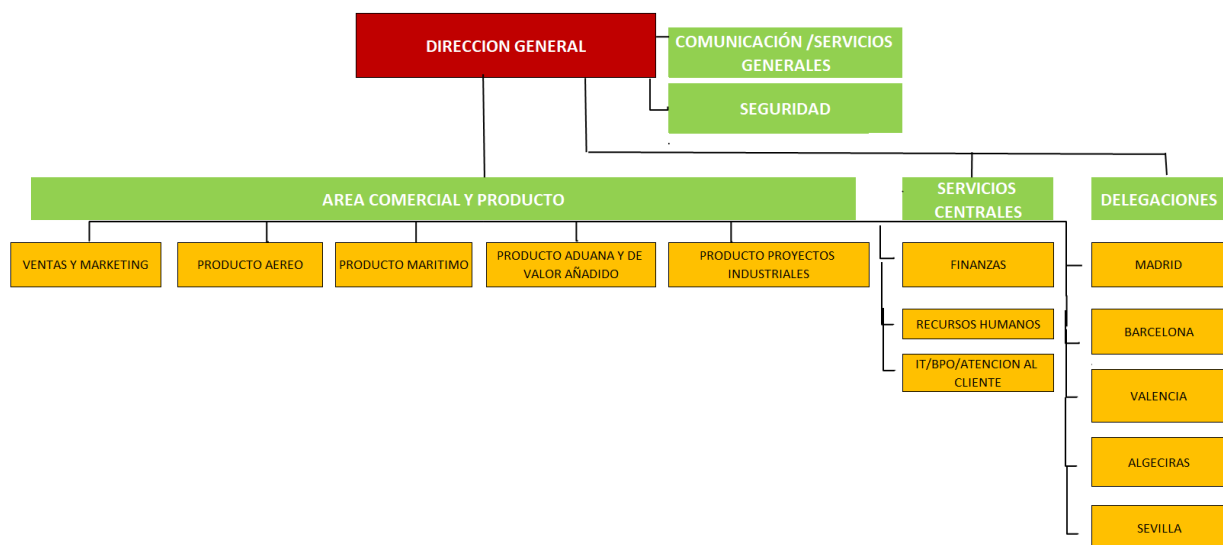 DIRECCION GENERAL
COMUNICACIÓN /SERVICIOS
GENERALES
SEGURIDAD
AREA COMERCIAL Y PRODUCTO
SERVICIOS
CENTRALES
DELEGACIONES
VENTAS Y MARKETING
PRODUCTO AEREO
PRODUCTO MARITIMO
PRODUCTO ADUANA Y DE
VALOR AÑADIDO
PRODUCTO PROYECTOS
INDUSTRIALES
FINANZAS
MADRID
RECURSOS HUMANOS
BARCELONA
IT/BPO/ATENCION AL
CLIENTE
VALENCIA
ALGECIRAS
SEVILLA